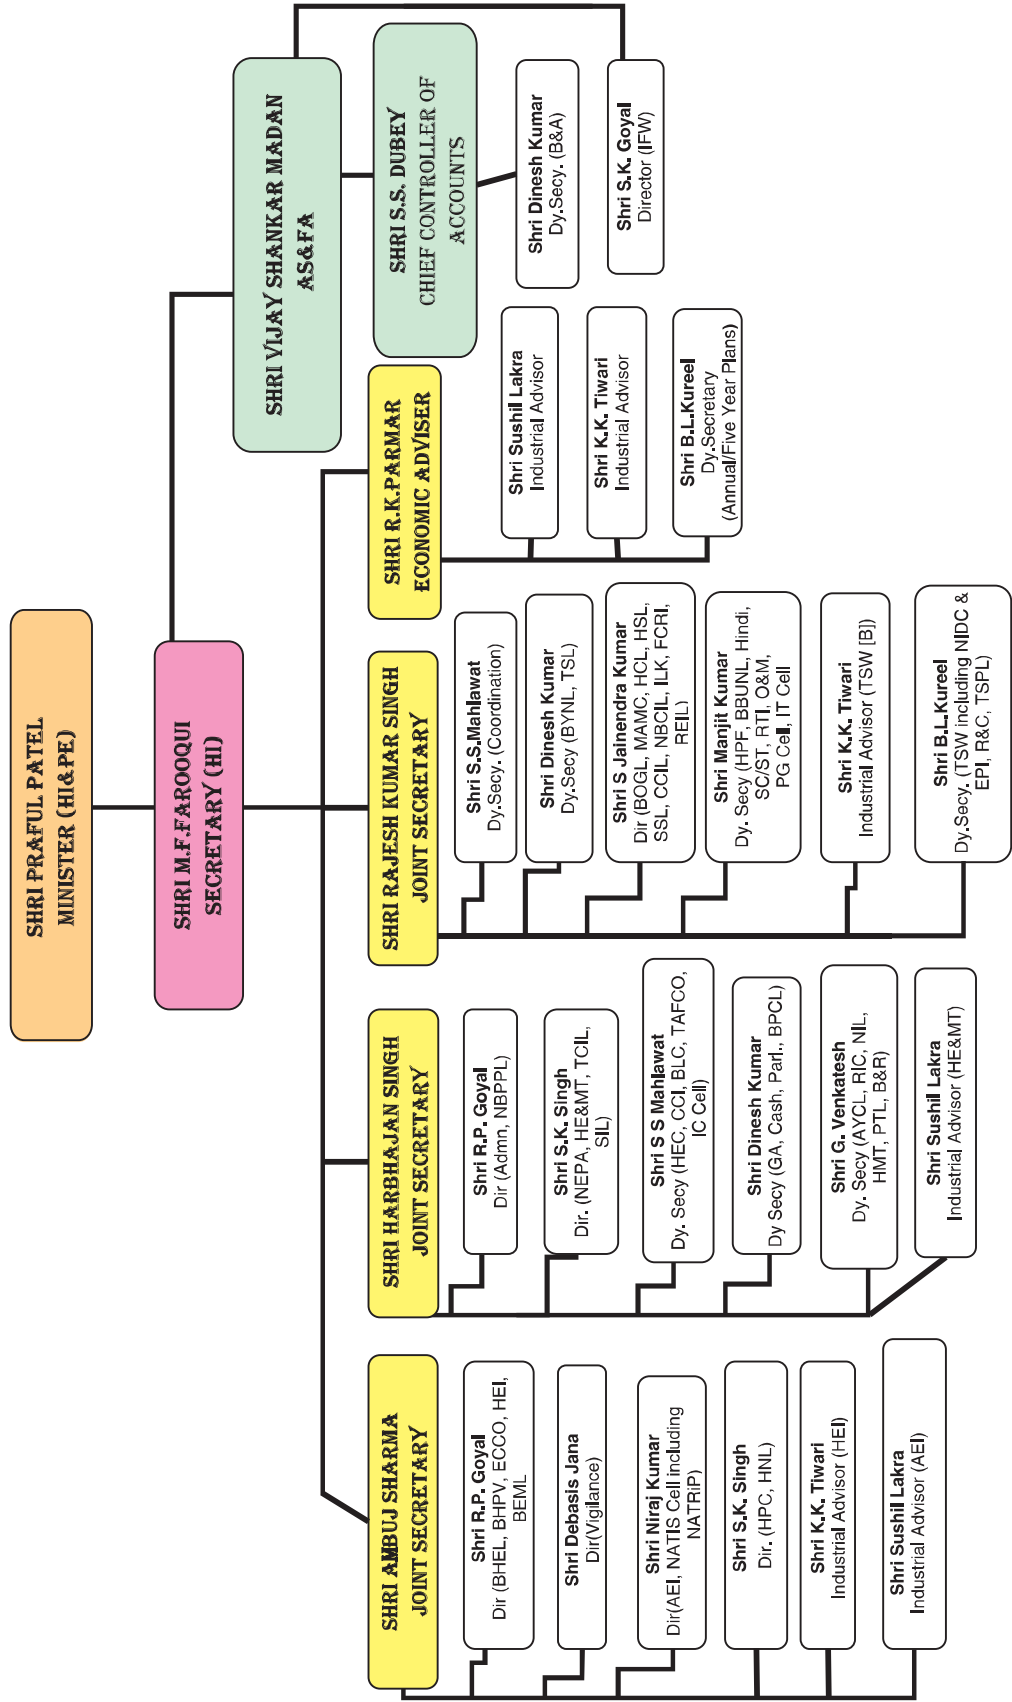 SHRI PRAFUL PATEL
MINISTER (HI&PE)
SHRI M.F.FAROOQUI
SECRETARY (HI)
SHRI VIJAY SHANKAR MADAN
AS&FA
SHRI S.S. DUBEY
CHIEF CONTROLLER OF
ACCOUNTS
Shri Dinesh Kumar
Dy.Secy. (B&A)
Shri S.K. Goyal
Director (IFW)
SHRI AMBUJ SHARMA
JOINT SECRETARY
Shri R.P. Goyal
Dir (BHEL, BHPV, ECCO, HEI,
BEML
Shri Debasis Jana
Dir(Vigilance)
Shri Niraj Kumar
Dir(AEI, NATIS Cell including
NATRiP)
Shri S.K. Singh
Dir. (HPC, HNL)
Shri K.K. Tiwari
Industrial Advisor (HEI)
Shri Sushil Lakra
Industrial Advisor (AEI)
SHRI HARBHAJAN SINGH
JOINT SECRETARY
Shri R.P. Goyal
Dir (Admn, NBPPL)
Shri S.K. Singh
Dir. (NEPA, HE&MT, TCIL,
SIL)
Shri S S Mahlawat
Dy. Secy (HEC, CCI, BLC, TAFCO,
IC Cell)
Shri Dinesh Kumar
Dy Secy (GA, Cash, Parl., BPCL)
Shri G. Venkatesh
Dy. Secy (AYCL, RIC, NIL,
HMT, PTL, B&R)
Shri Sushil Lakra
Industrial Advisor (HE&MT)
SHRI RAJESH KUMAR SINGH
JOINT SECRETARY
Shri S.S.Mahlawat
Dy.Secy. (Coordination)
Shri Dinesh Kumar
Dy.Secy (BYNL, TSL)
Shri S Jainendra Kumar
Dir (BOGL, MAMC, HCL, HSL,
SSL, CCIL, NBCIL, ILK, FCRI,
REIL)
Shri Manjit Kumar
Dy. Secy (HPF, BBUNL, Hindi,
SC/ST, RTI, O&M,
PG Cell, IT Cell
Shri K.K. Tiwari
Industrial Advisor (TSW [B])
Shri B.L.Kureel
Dy.Secy. (TSW including NIDC &
EPI, R&C, TSPL)
SHRI R.K.PARMAR
ECONOMIC ADVISER
Shri Sushil Lakra
Industrial Advisor
Shri K.K. Tiwari
Industrial Advisor
Shri B.L.Kureel
Dy.Secretary
(Annual/Five Year Plans)